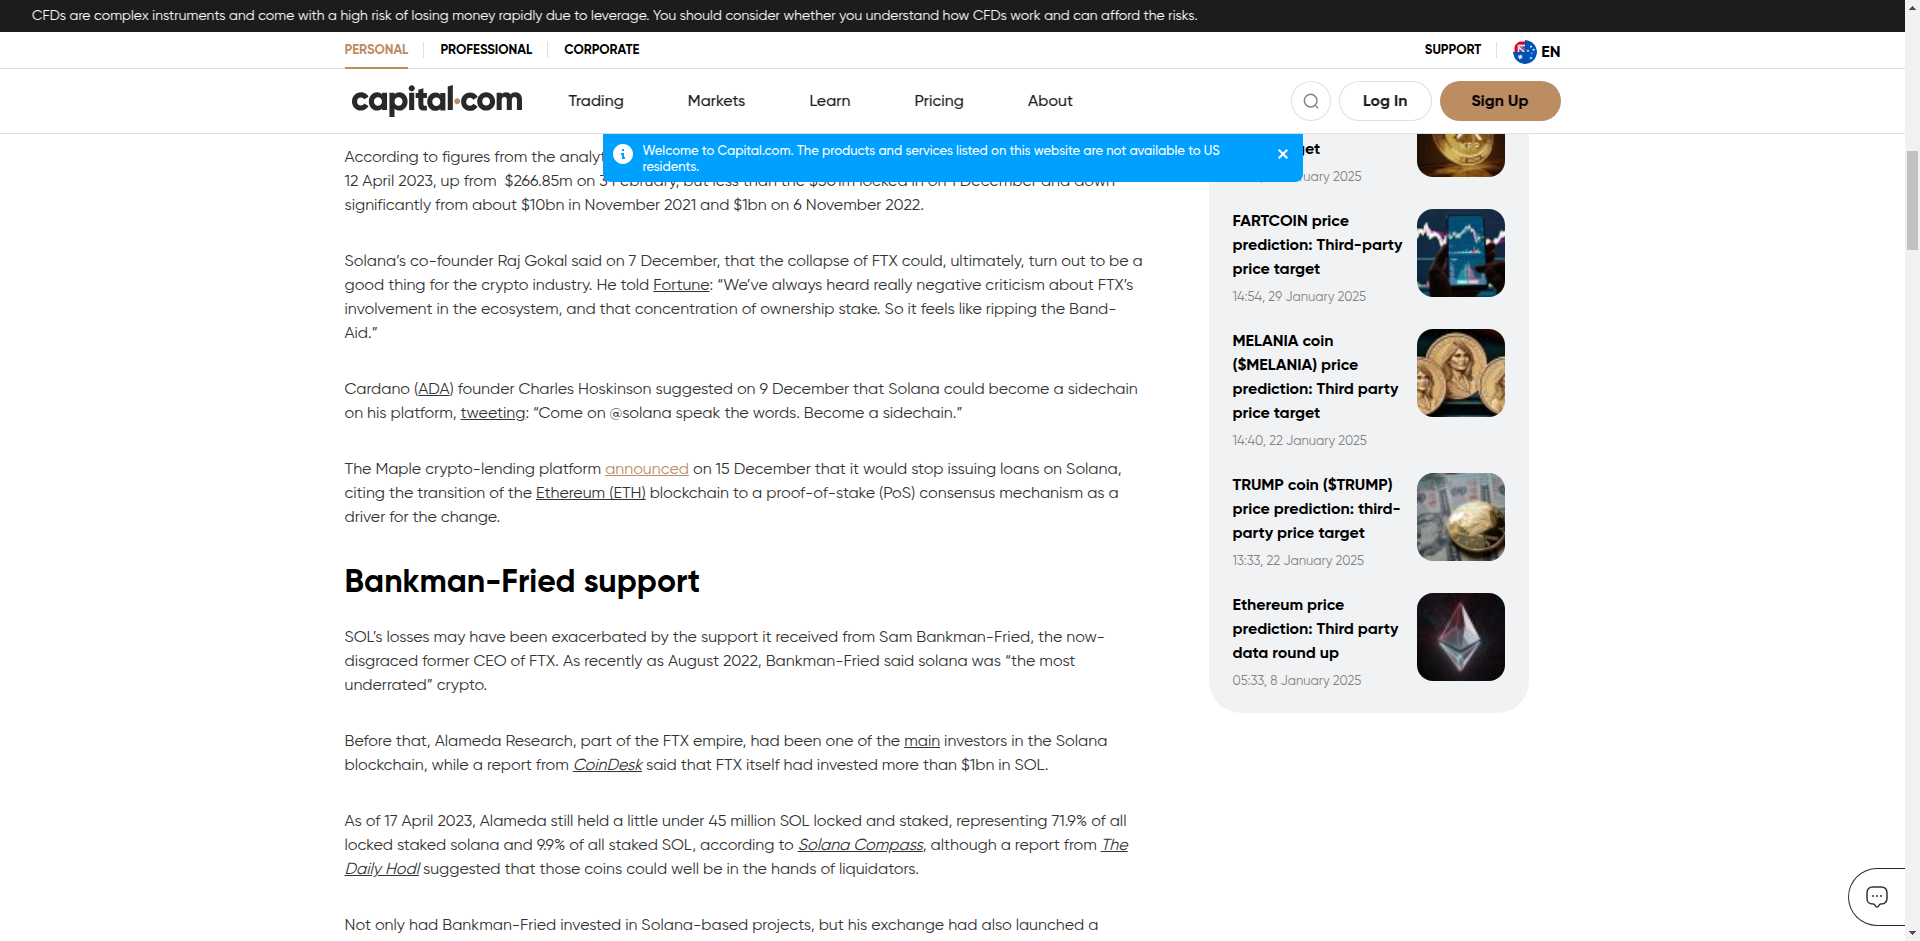 CFDs are complex instruments and come with a high risk of losing money rapidly due to leverage. You should consider whether you understand how CFDs work and can afford the risks.
PERSONAL
PROFESSIONAL
CORPORATE
SUPPORT
EN
capital.com
Trading
Markets
Learn
Pricing
About
Log In
Sign Up
Welcome to Capital.com. The products and services listed on this website are not available to US
residents.
According to figures from the
12 April 2023, up from $266.85m on 3 February, but less than the $301m locked in on 1 December and down
significantly from about $10bn in November 2021 and $1bn on 6 November 2022.
Solana’s co-founder Raj Gokal said on 7 December, that the collapse of FTX could, ultimately, turn out to be a
good thing for the crypto industry. He told Fortune: “We’ve always heard really negative criticism about FTX’s
involvement in the ecosystem, and that concentration of ownership stake. So it feels like ripping the Band-
Aid.”
Cardano (ADA) founder Charles Hoskinson suggested on 9 December that Solana could become a sidechain
on his platform, tweeting: “Come on @solana speak the words. Become a sidechain.”
The Maple crypto-lending platform announced on 15 December that it would stop issuing loans on Solana,
citing the transition of the Ethereum (ETH) blockchain to a proof-of-stake (PoS) consensus mechanism as a
driver for the change.
Bankman-Fried support
SOL’s losses may have been exacerbated by the support it received from Sam Bankman-Fried, the now-
disgraced former CEO of FTX. As recently as August 2022, Bankman-Fried said solana was “the most
underrated” crypto.
Before that, Alameda Research, part of the FTX empire, had been one of the main investors in the Solana
blockchain, while a report from CoinDesk said that FTX itself had invested more than $1bn in SOL.
As of 17 April 2023, Alameda still held a little under 45 million SOL locked and staked, representing 71.9% of all
locked staked solana and 9.9% of all staked SOL, according to Solana Compass, although a report from The
Daily Hodl suggested that those coins could well be in the hands of liquidators.
Not only had Bankman-Fried invested in Solana-based projects, but his exchange had also launched a
2025
FARTCOIN price
prediction: Third-party
price target
14:54, 29 January 2025
MELANIA coin
($MELANIA) price
prediction: Third party
price target
14:40, 22 January 2025
TRUMP coin ($TRUMP)
price prediction: third-
party price target
13:33, 22 January 2025
Ethereum price
prediction: Third party
data round up
05:33, 8 January 2025